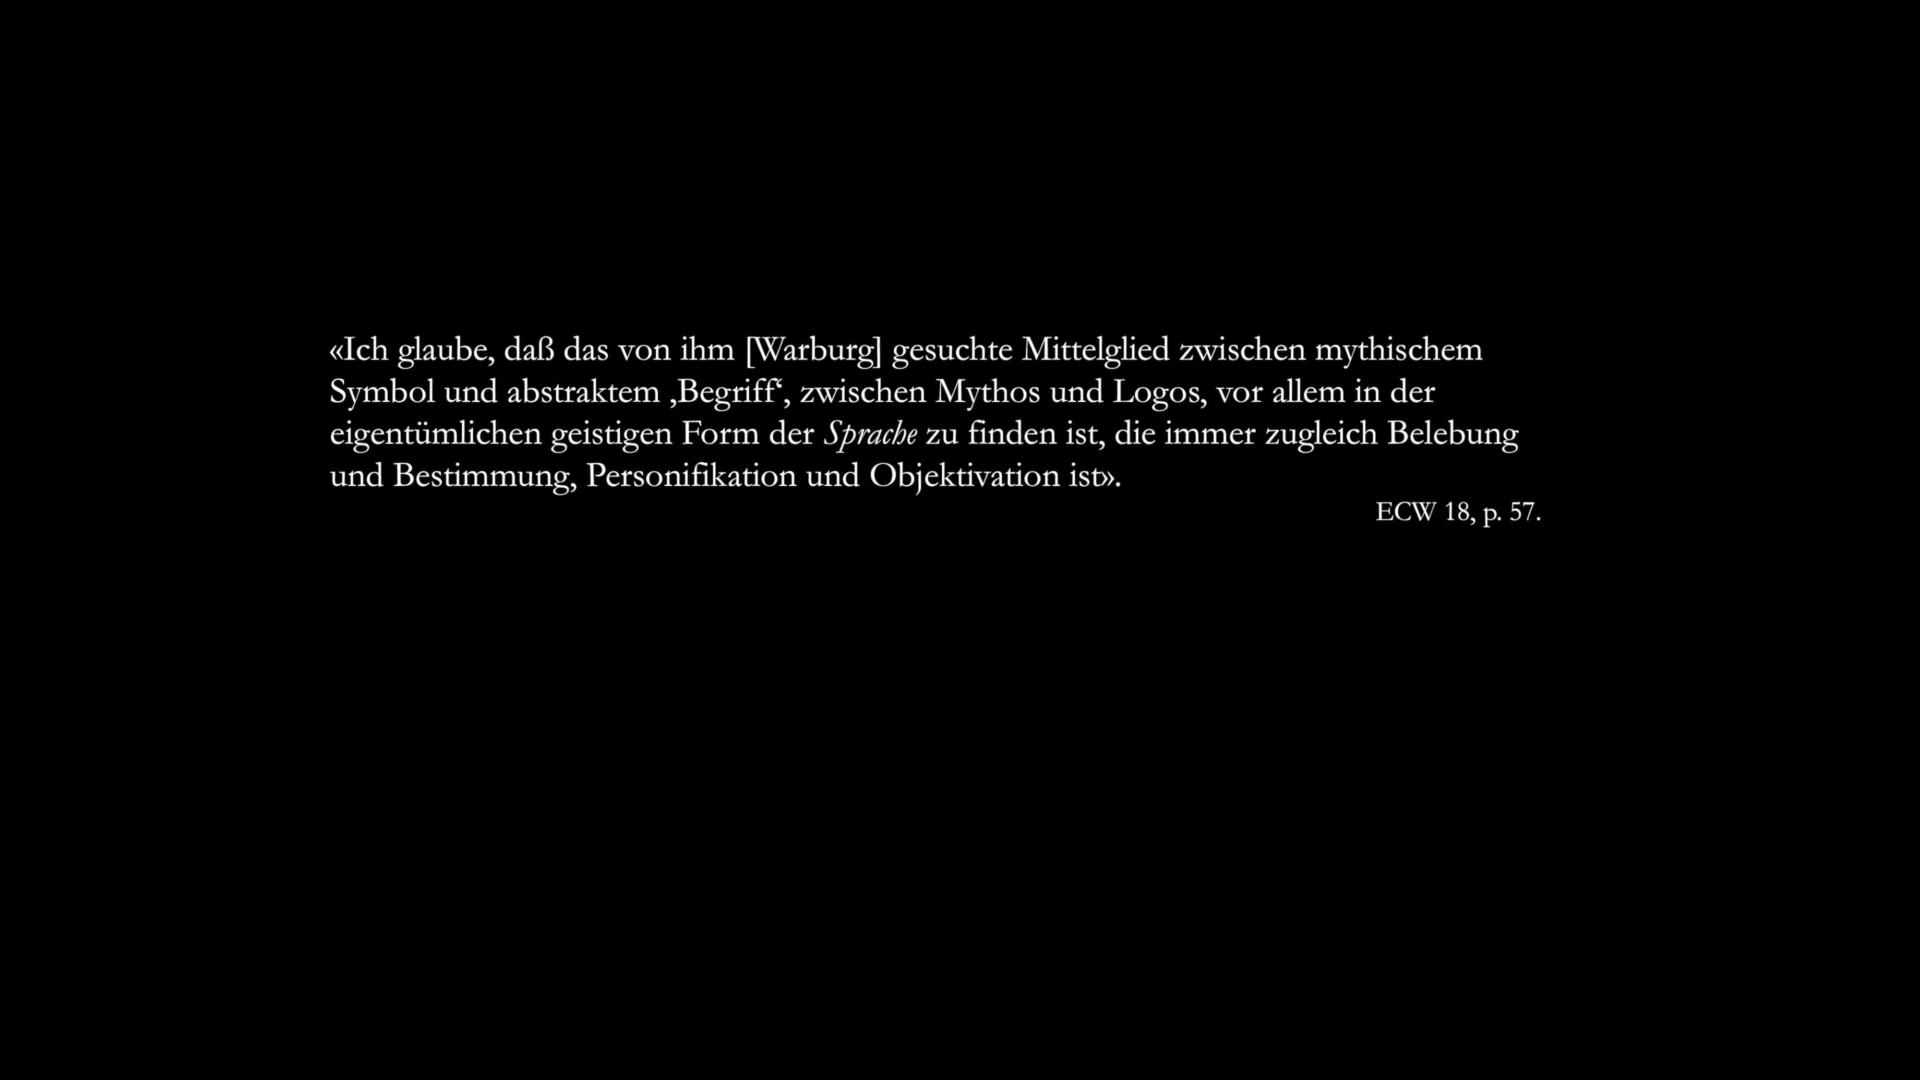 «Ich glaube, daß das von ihm [Warburg] gesuchte Mittelglied zwischen mythischem
Symbol und abstraktem ‚Begriff‘, zwischen Mythos und Logos, vor allem in der
eigentümlichen geistigen Form der Sprache zu finden ist, die immer zugleich Belebung
und Bestimmung, Personifikation und Objektivation ist».
ECW 18, p. 57.